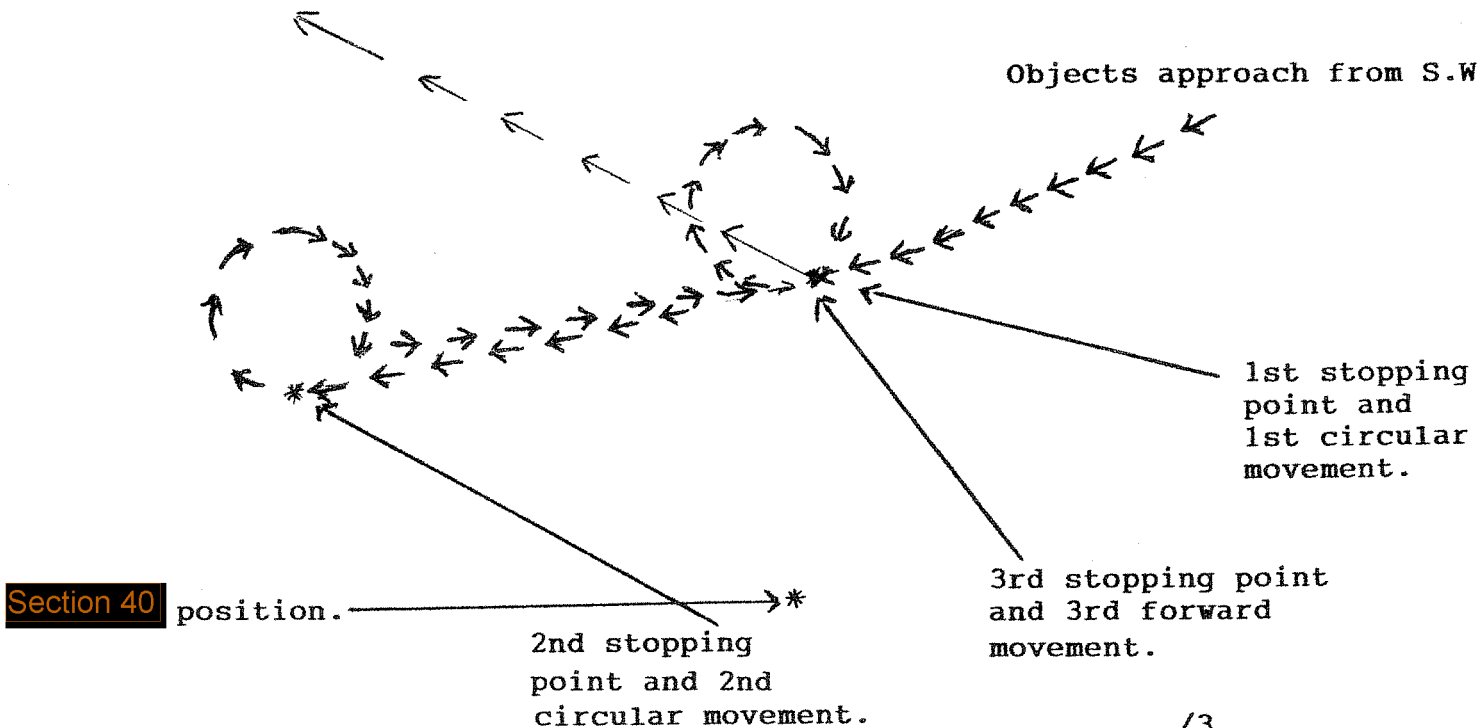 Objects approach from S.W
1st stopping
point and
1st circular
movement.
3rd stopping point
and 3rd forward
movement.
Section 40 position.
2nd stopping
point and 2nd
circular movement.
/3